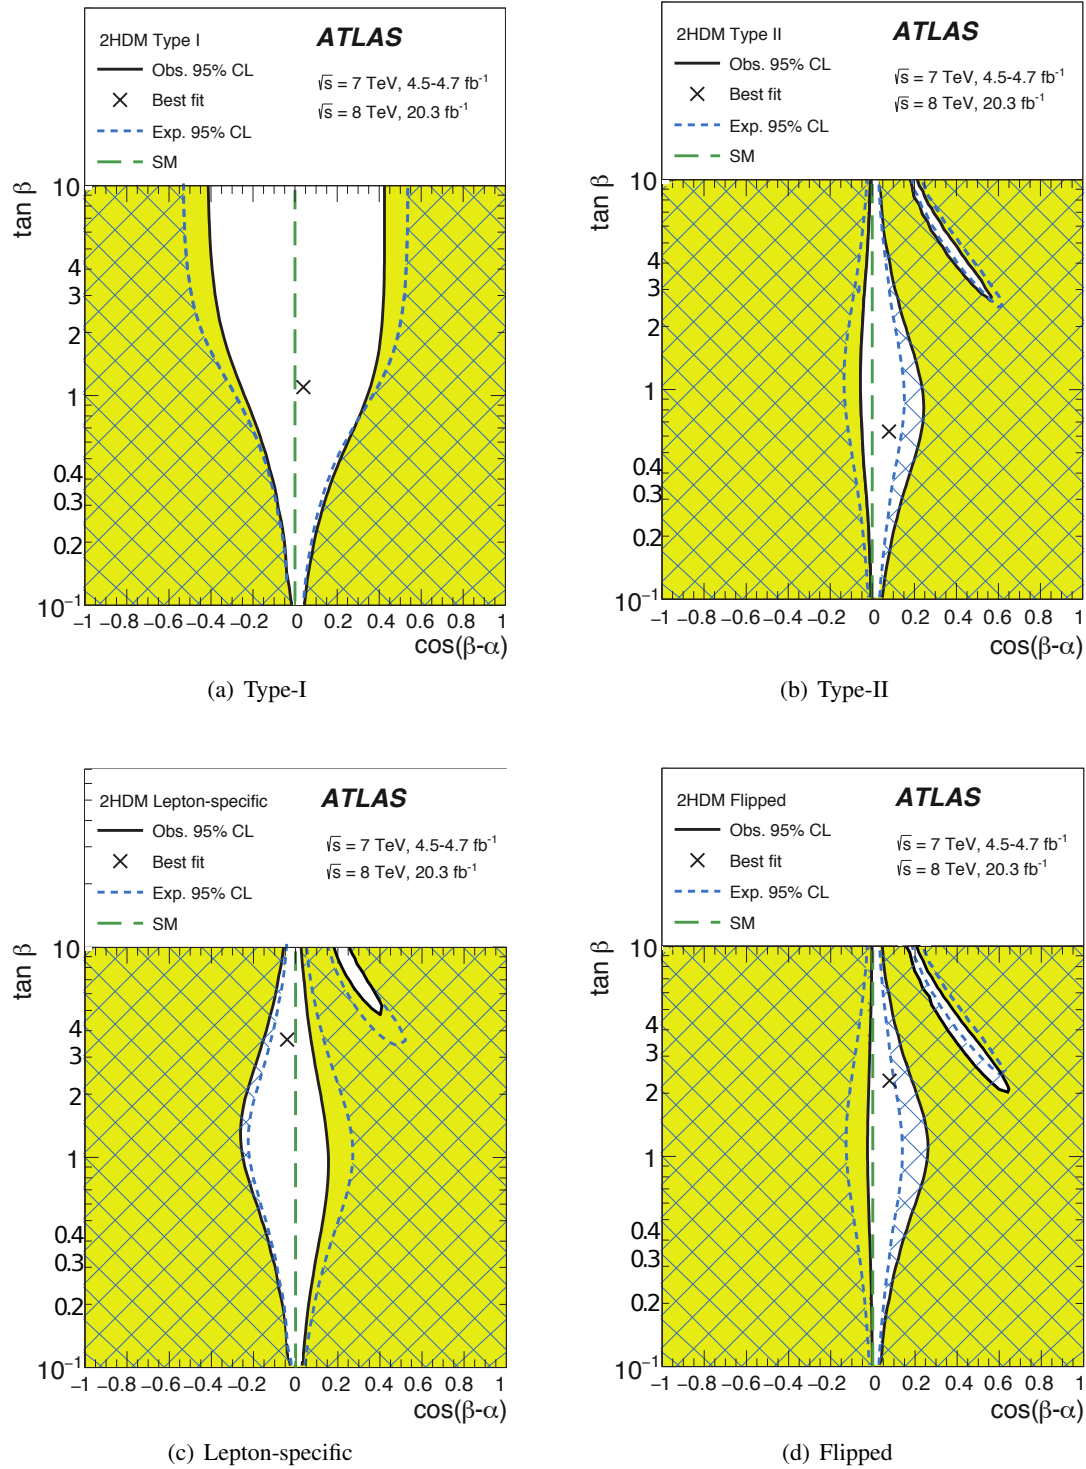 2HDM Type I
ATLAS
Obs. 95% CL
Best fit
Exp. 95% CL
SM
√s = 7 TeV, 4.5-4.7 fb⁻¹
√s = 8 TeV, 20.3 fb⁻¹
tan β
10
4
3
2
1
0.4
0.3
0.2
10⁻¹
−1 −0.8 −0.6 −0.4 −0.2 0 0.2 0.4 0.6 0.8 1
cos(β-α)
(a) Type-I
2HDM Type II
ATLAS
Obs. 95% CL
Best fit
Exp. 95% CL
SM
√s = 7 TeV, 4.5-4.7 fb⁻¹
√s = 8 TeV, 20.3 fb⁻¹
tan β
10
4
3
2
1
0.4
0.3
0.2
10⁻¹
−1 −0.8 −0.6 −0.4 −0.2 0 0.2 0.4 0.6 0.8 1
cos(β-α)
(b) Type-II
2HDM Lepton-specific
ATLAS
Obs. 95% CL
Best fit
Exp. 95% CL
SM
√s = 7 TeV, 4.5-4.7 fb⁻¹
√s = 8 TeV, 20.3 fb⁻¹
tan β
10
4
3
2
1
0.4
0.3
0.2
10⁻¹
−1 −0.8 −0.6 −0.4 −0.2 0 0.2 0.4 0.6 0.8 1
cos(β-α)
(c) Lepton-specific
2HDM Flipped
ATLAS
Obs. 95% CL
Best fit
Exp. 95% CL
SM
√s = 7 TeV, 4.5-4.7 fb⁻¹
√s = 8 TeV, 20.3 fb⁻¹
tan β
10
4
3
2
1
0.4
0.3
0.2
10⁻¹
−1 −0.8 −0.6 −0.4 −0.2 0 0.2 0.4 0.6 0.8 1
cos(β-α)
(d) Flipped